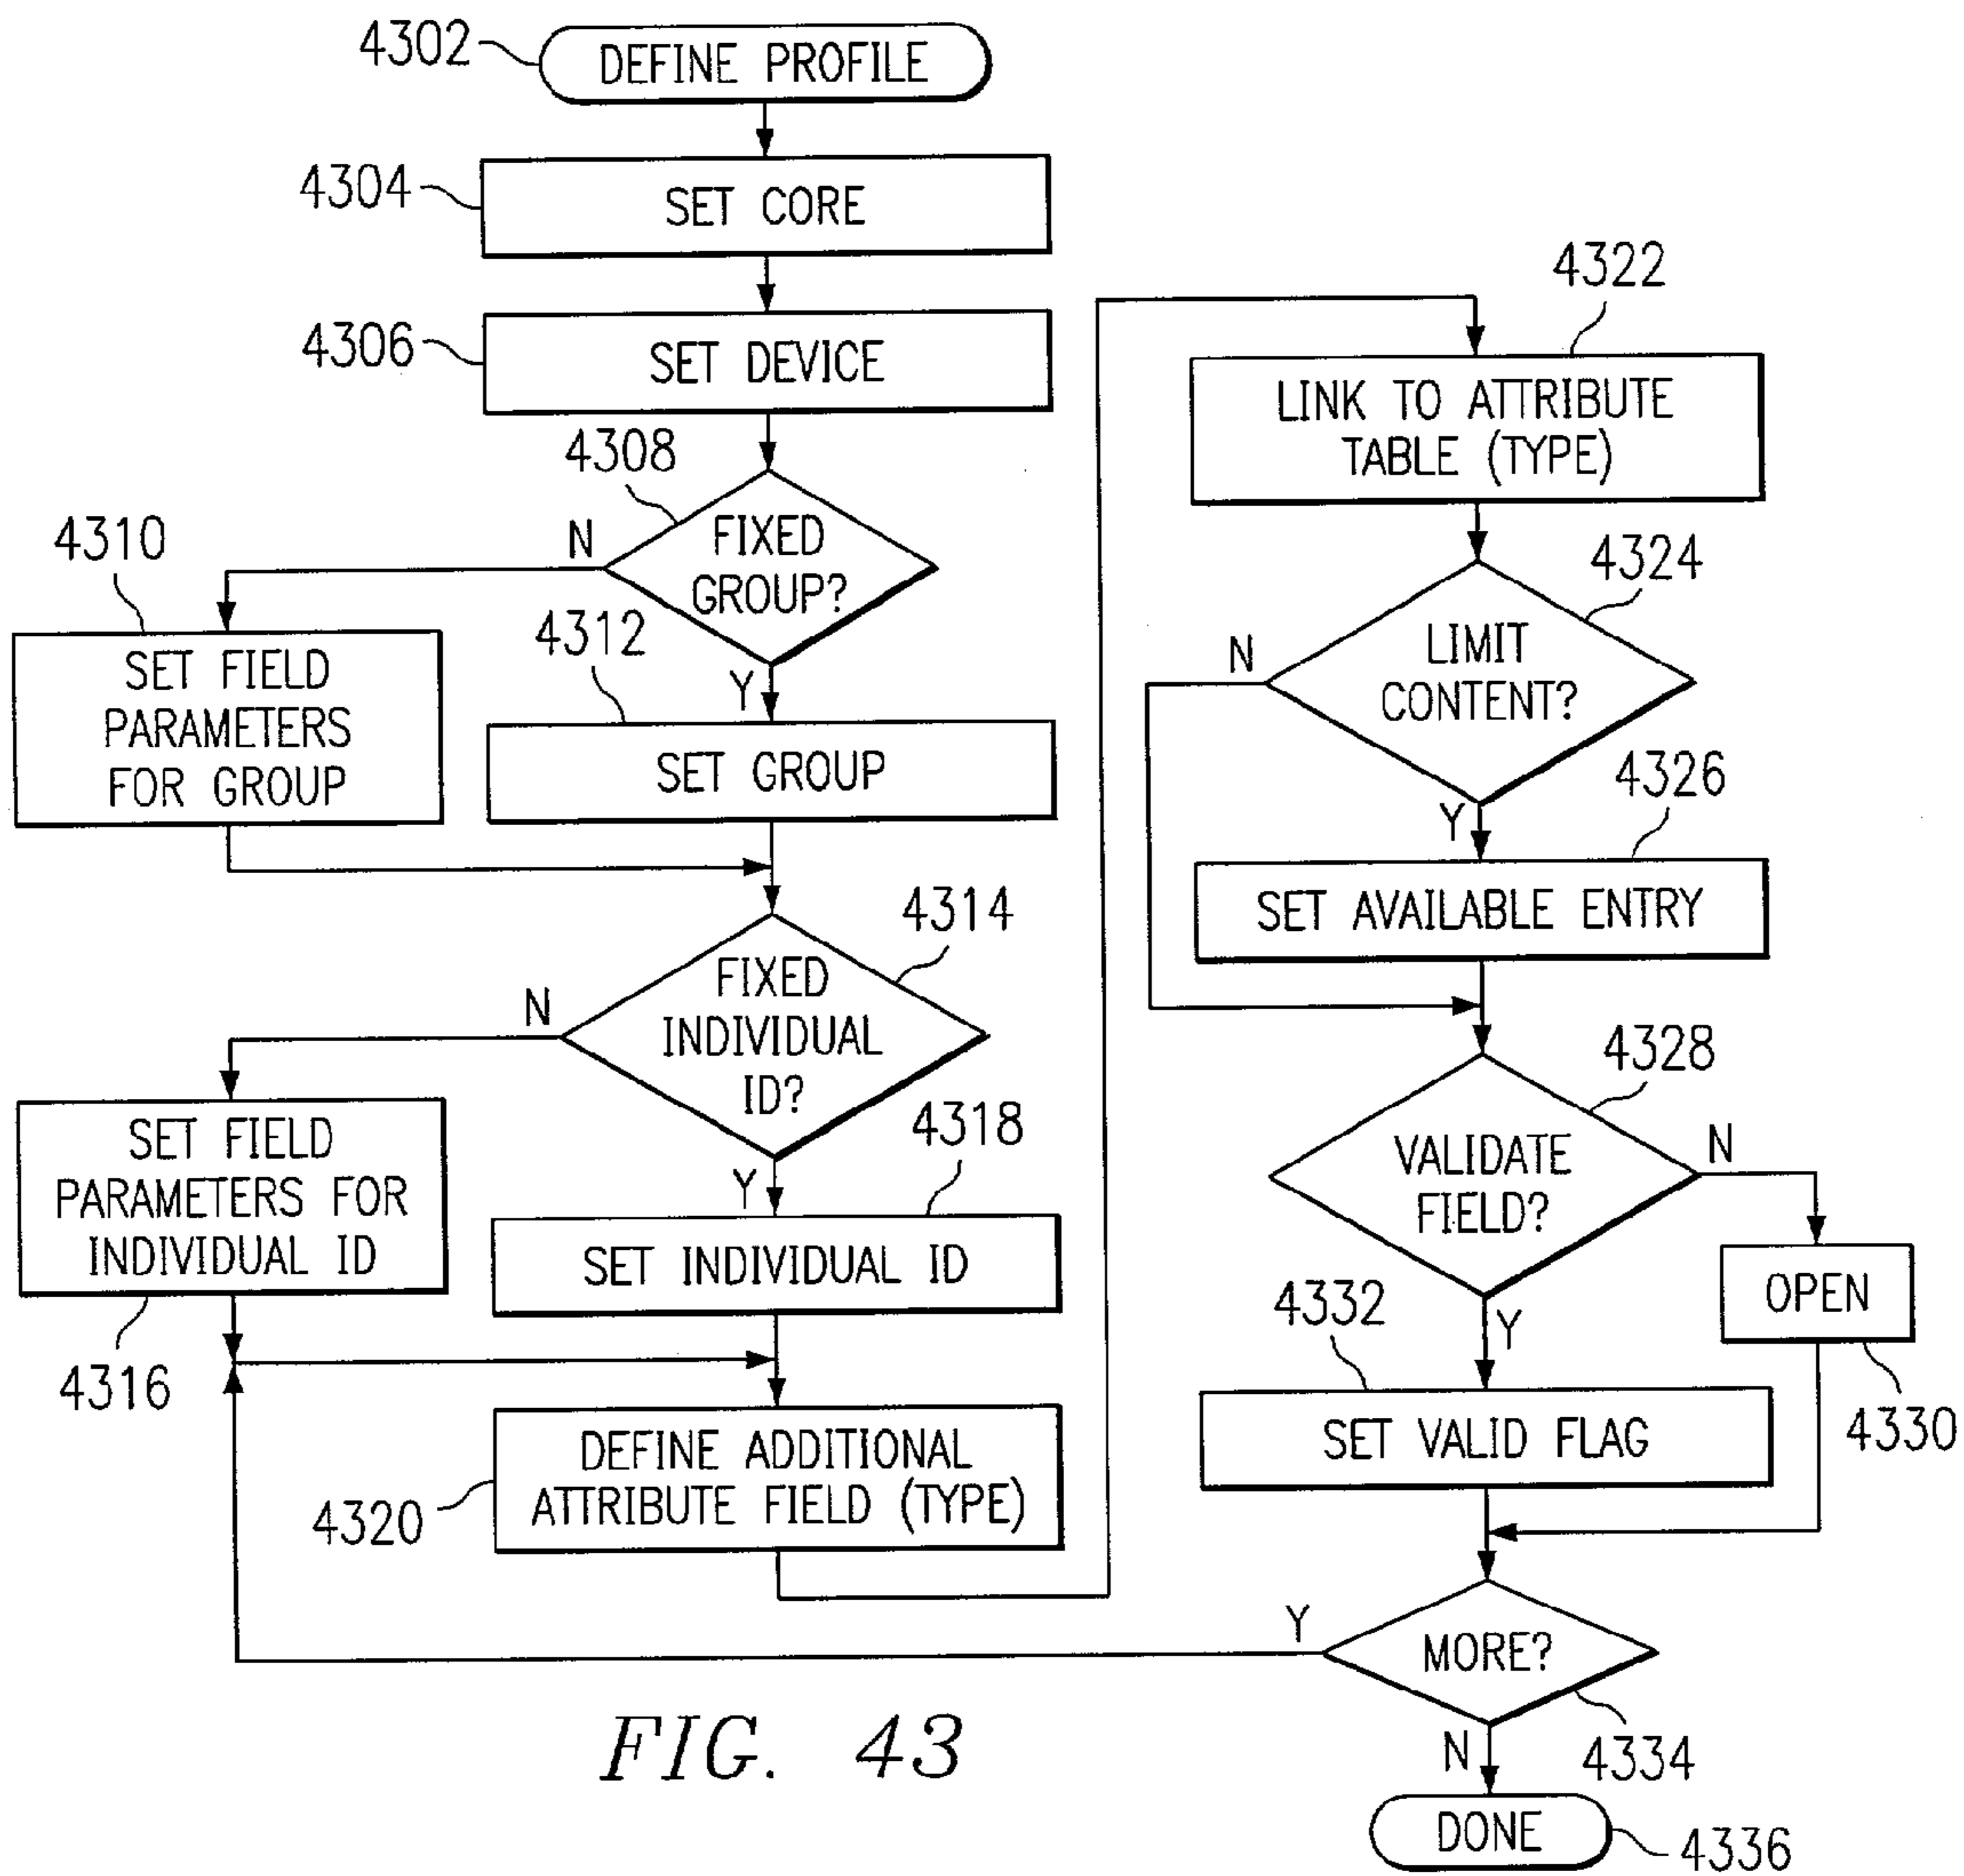 4302
DEFINE PROFILE
4304
SET CORE
4306
SET DEVICE
4308
FIXED
GROUP?
N
Y
4310
SET FIELD
PARAMETERS
FOR GROUP
4312
SET GROUP
4314
FIXED
INDIVIDUAL
ID?
N
Y
4316
SET FIELD
PARAMETERS FOR
INDIVIDUAL ID
4318
SET INDIVIDUAL ID
4320
DEFINE ADDITIONAL
ATTRIBUTE FIELD (TYPE)
4322
LINK TO ATTRIBUTE
TABLE (TYPE)
4324
LIMIT
CONTENT?
N
Y
4326
SET AVAILABLE ENTRY
4328
VALIDATE
FIELD?
N
Y
OPEN
4330
4332
SET VALID FLAG
MORE?
Y
N
4334
DONE
4336
FIG. 43